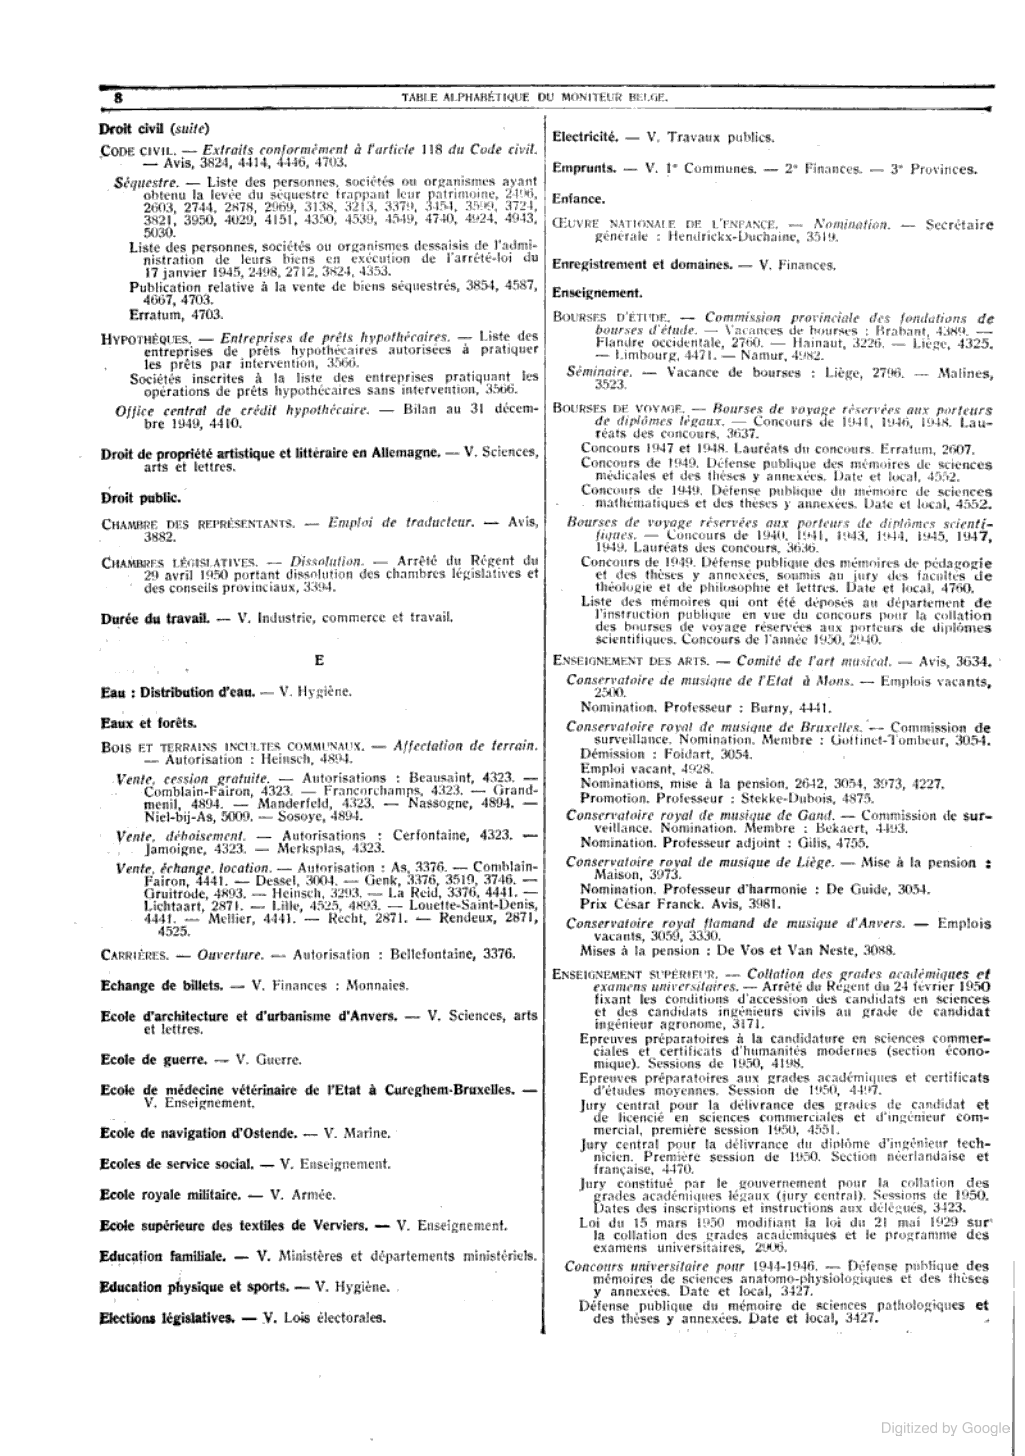 8
TABLE ALPHABÉTIQUE DU MONITEUR BELGE.
Droit civil (suite)
CODE CIVIL. — Extraits conformément à l'article 118 du Code civil.
— Avis, 3824, 4414, 4446, 4703.
Séquestre. — Liste des personnes, sociétés ou organismes ayant
obtenu la levée du séquestre frappant leur patrimoine, 2496,
2603, 2744, 2878, 2969, 3138, 3213, 3379, 3454, 3599, 3724,
3821, 3950, 4029, 4151, 4350, 4539, 4549, 4740, 4924, 4943,
5030.
Liste des personnes, sociétés ou organismes dessaisis de l'admi-
nistration de leurs biens en exécution de l'arrêté-loi du
17 janvier 1945, 2498, 2712, 3824, 4353.
Publication relative à la vente de biens séquestrés, 3854, 4587,
4667, 4703.
Erratum, 4703.
HYPOTHÈQUES. — Entreprises de prêts hypothécaires. — Liste des
entreprises de prêts hypothécaires autorisées à pratiquer
les prêts par intervention, 3566.
Sociétés inscrites à la liste des entreprises pratiquant les
opérations de prêts hypothécaires sans intervention, 3566.
Office central de crédit hypothécaire. — Bilan au 31 décem-
bre 1949, 4410.
Droit de propriété artistique et littéraire en Allemagne. — V. Sciences,
arts et lettres.
Droit public.
CHAMBRE DES REPRÉSENTANTS. — Emploi de traducteur. — Avis,
3882.
CHAMBRES LÉGISLATIVES. — Dissolution. — Arrêté du Régent du
29 avril 1950 portant dissolution des chambres législatives et
des conseils provinciaux, 3394.
Durée du travail. — V. Industrie, commerce et travail.
E
Eau : Distribution d'eau. — V. Hygiène.
Eaux et forêts.
BOIS ET TERRAINS INCULTES COMMUNAUX. — Affectation de terrain.
— Autorisation : Heinsch, 4894.
Vente, cession gratuite. — Autorisations : Beausaint, 4323. —
Comblain-Fairon, 4323. — Francorchamps, 4323. — Grand-
menil, 4894. — Manderfeld, 4323. — Nassogne, 4894. —
Niel-bij-As, 5009. — Sosoye, 4894.
Vente, déboisement. — Autorisations : Cerfontaine, 4323. —
Jamoigne, 4323. — Merksplas, 4323.
Vente, échange, location. — Autorisation : As, 3376. — Comblain-
Fairon, 4441. — Dessel, 3004. — Genk, 3376, 3519, 3746. —
Gruitrode, 4893. — Heinsch, 3293. — La Reid, 3376, 4441. —
Lichtaart, 2871. — Lille, 4525, 4893. — Louette-Saint-Denis,
4441. — Mellier, 4441. — Recht, 2871. — Rendeux, 2871,
4525.
CARRIÈRES. — Ouverture. — Autorisation : Bellefontaine, 3376.
Echange de billets. — V. Finances : Monnaies.
Ecole d'architecture et d'urbanisme d'Anvers. — V. Sciences, arts
et lettres.
Ecole de guerre. — V. Guerre.
Ecole de médecine vétérinaire de l'Etat à Cureghem-Bruxelles. —
V. Enseignement.
Ecole de navigation d'Ostende. — V. Marine.
Ecoles de service social. — V. Enseignement.
Ecole royale militaire. — V. Armée.
Ecole supérieure des textiles de Verviers. — V. Enseignement.
Education familiale. — V. Ministères et départements ministériels.
Education physique et sports. — V. Hygiène.
Elections législatives. — V. Lois électorales.
Electricité. — V. Travaux publics.
Emprunts. — V. 1° Communes. — 2° Finances. — 3° Provinces.
Enfance.
ŒUVRE NATIONALE DE L'ENFANCE. — Nomination. — Secrétaire
générale : Hendrickx-Duchaine, 3519.
Enregistrement et domaines. — V. Finances.
Enseignement.
BOURSES D'ÉTUDE. — Commission provinciale des fondations de
bourses d'étude. — Vacances de bourses : Brabant, 4389. —
Flandre occidentale, 2760. — Hainaut, 3226. — Liège, 4325.
— Limbourg, 4471. — Namur, 4982.
Séminaire. — Vacance de bourses : Liège, 2796. — Malines,
3523.
BOURSES DE VOYAGE. — Bourses de voyage réservées aux porteurs
de diplômes légaux. — Concours de 1941, 1946, 1948. Lau-
réats des concours, 3637.
Concours 1947 et 1948. Lauréats du concours. Erratum, 2607.
Concours de 1949. Défense publique des mémoires de sciences
médicales et des thèses y annexées. Date et local, 4552.
Concours de 1949. Défense publique du mémoire de sciences
mathématiques et des thèses y annexées. Date et local, 4552.
Bourses de voyage réservées aux porteurs de diplômes scienti-
fiques. — Concours de 1940, 1941, 1943, 1944, 1945, 1947,
1949. Lauréats des concours, 3636.
Concours de 1949. Défense publique des mémoires de pédagogie
et des thèses y annexées, soumis au jury des facultés de
théologie et de philosophie et lettres. Date et local, 4760.
Liste des mémoires qui ont été déposés au département de
l'instruction publique en vue du concours pour la collation
des bourses de voyage réservées aux porteurs de diplômes
scientifiques. Concours de l'année 1950, 2940.
ENSEIGNEMENT DES ARTS. — Comité de l'art musical. — Avis, 3634.
Conservatoire de musique de l'Etat à Mons. — Emplois vacants,
2500.
Nomination. Professeur : Burny, 4441.
Conservatoire royal de musique de Bruxelles. — Commission de
surveillance. Nomination. Membre : Gottinet-Tombeur, 3054.
Démission : Foidart, 3054.
Emploi vacant, 4928.
Nominations, mise à la pension, 2642, 3054, 3973, 4227.
Promotion. Professeur : Stekke-Dubois, 4875.
Conservatoire royal de musique de Gand. — Commission de sur-
veillance. Nomination. Membre : Bekaert, 4493.
Nomination. Professeur adjoint : Gilis, 4755.
Conservatoire royal de musique de Liège. — Mise à la pension :
Maison, 3973.
Nomination. Professeur d'harmonie : De Guide, 3054.
Prix César Franck. Avis, 3981.
Conservatoire royal flamand de musique d'Anvers. — Emplois
vacants, 3059, 3330.
Mises à la pension : De Vos et Van Neste, 3088.
ENSEIGNEMENT SUPÉRIEUR. — Collation des grades académiques et
examens universitaires. — Arrêté du Régent du 24 février 1950
fixant les conditions d'accession des candidats en sciences
et des candidats ingénieurs civils au grade de candidat
ingénieur agronome, 3171.
Epreuves préparatoires à la candidature en sciences commer-
ciales et certificats d'humanités modernes (section écono-
mique). Sessions de 1950, 4198.
Epreuves préparatoires aux grades académiques et certificats
d'études moyennes. Session de 1950, 4497.
Jury central pour la délivrance des grades de candidat et
de licencié en sciences commerciales et d'ingénieur com-
mercial, première session 1950, 4551.
Jury central pour la délivrance du diplôme d'ingénieur tech-
nicien. Première session de 1950. Section néerlandaise et
française, 4470.
Jury constitué par le gouvernement pour la collation des
grades académiques légaux (jury central). Sessions de 1950.
Dates des inscriptions et instructions aux délégués, 3423.
Loi du 15 mars 1950 modifiant la loi du 21 mai 1929 sur
la collation des grades académiques et le programme des
examens universitaires, 2906.
Concours universitaire pour 1944-1946. — Défense publique des
mémoires de sciences anatomo-physiologiques et des thèses
y annexées. Date et local, 3427.
Défense publique du mémoire de sciences pathologiques et
des thèses y annexées. Date et local, 3427.
Digitized by Google